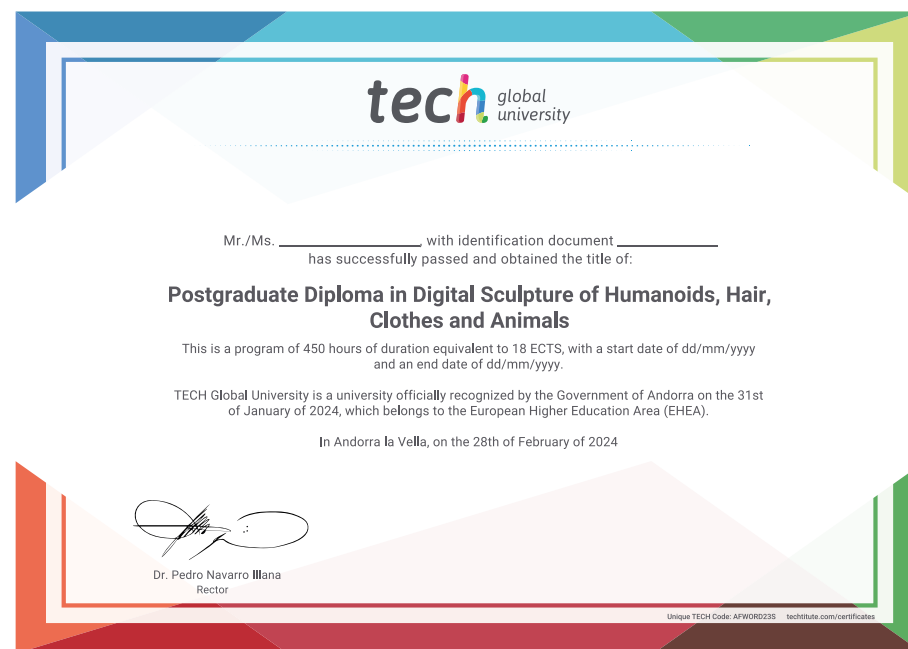 tech global university
Mr./Ms. ____________, with identification document ____________
has successfully passed and obtained the title of:
Postgraduate Diploma in Digital Sculpture of Humanoids, Hair,
Clothes and Animals
This is a program of 450 hours of duration equivalent to 18 ECTS, with a start date of dd/mm/yyyy
and an end date of dd/mm/yyyy.
TECH Global University is a university officially recognized by the Government of Andorra on the 31st
of January of 2024, which belongs to the European Higher Education Area (EHEA).
In Andorra la Vella, on the 28th of February of 2024
Dr. Pedro Navarro Illana
Rector
Unique TECH Code: AFWORD23S techtitute.com/certificates